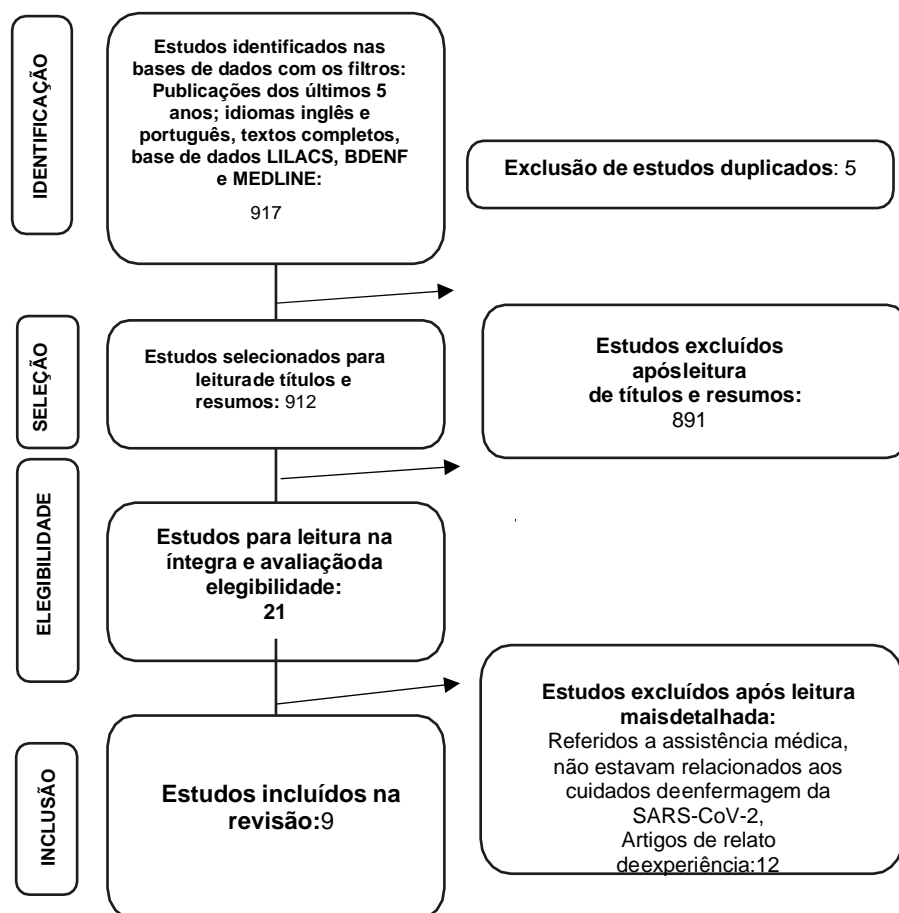 IDENTIFICAÇÃO
Estudos identificados nas
bases de dados com os filtros:
Publicações dos últimos 5
anos; idiomas inglês e
português, textos completos,
base de dados LILACS, BDENF
e MEDLINE:
917
Exclusão de estudos duplicados: 5
SELEÇÃO
Estudos selecionados para
leiturade títulos e
resumos: 912
Estudos excluídos
apósleitura
de títulos e resumos:
891
ELEGIBILIDADE
Estudos para leitura na
íntegra e avaliaçãoda
elegibilidade:
21
INCLUSÃO
Estudos incluídos na
revisão:9
Estudos excluídos após leitura
maisdetalhada:
Referidos a assistência médica,
não estavam relacionados aos
cuidados deenfermagem da
SARS-CoV-2,
Artigos de relato
deexperiência:12